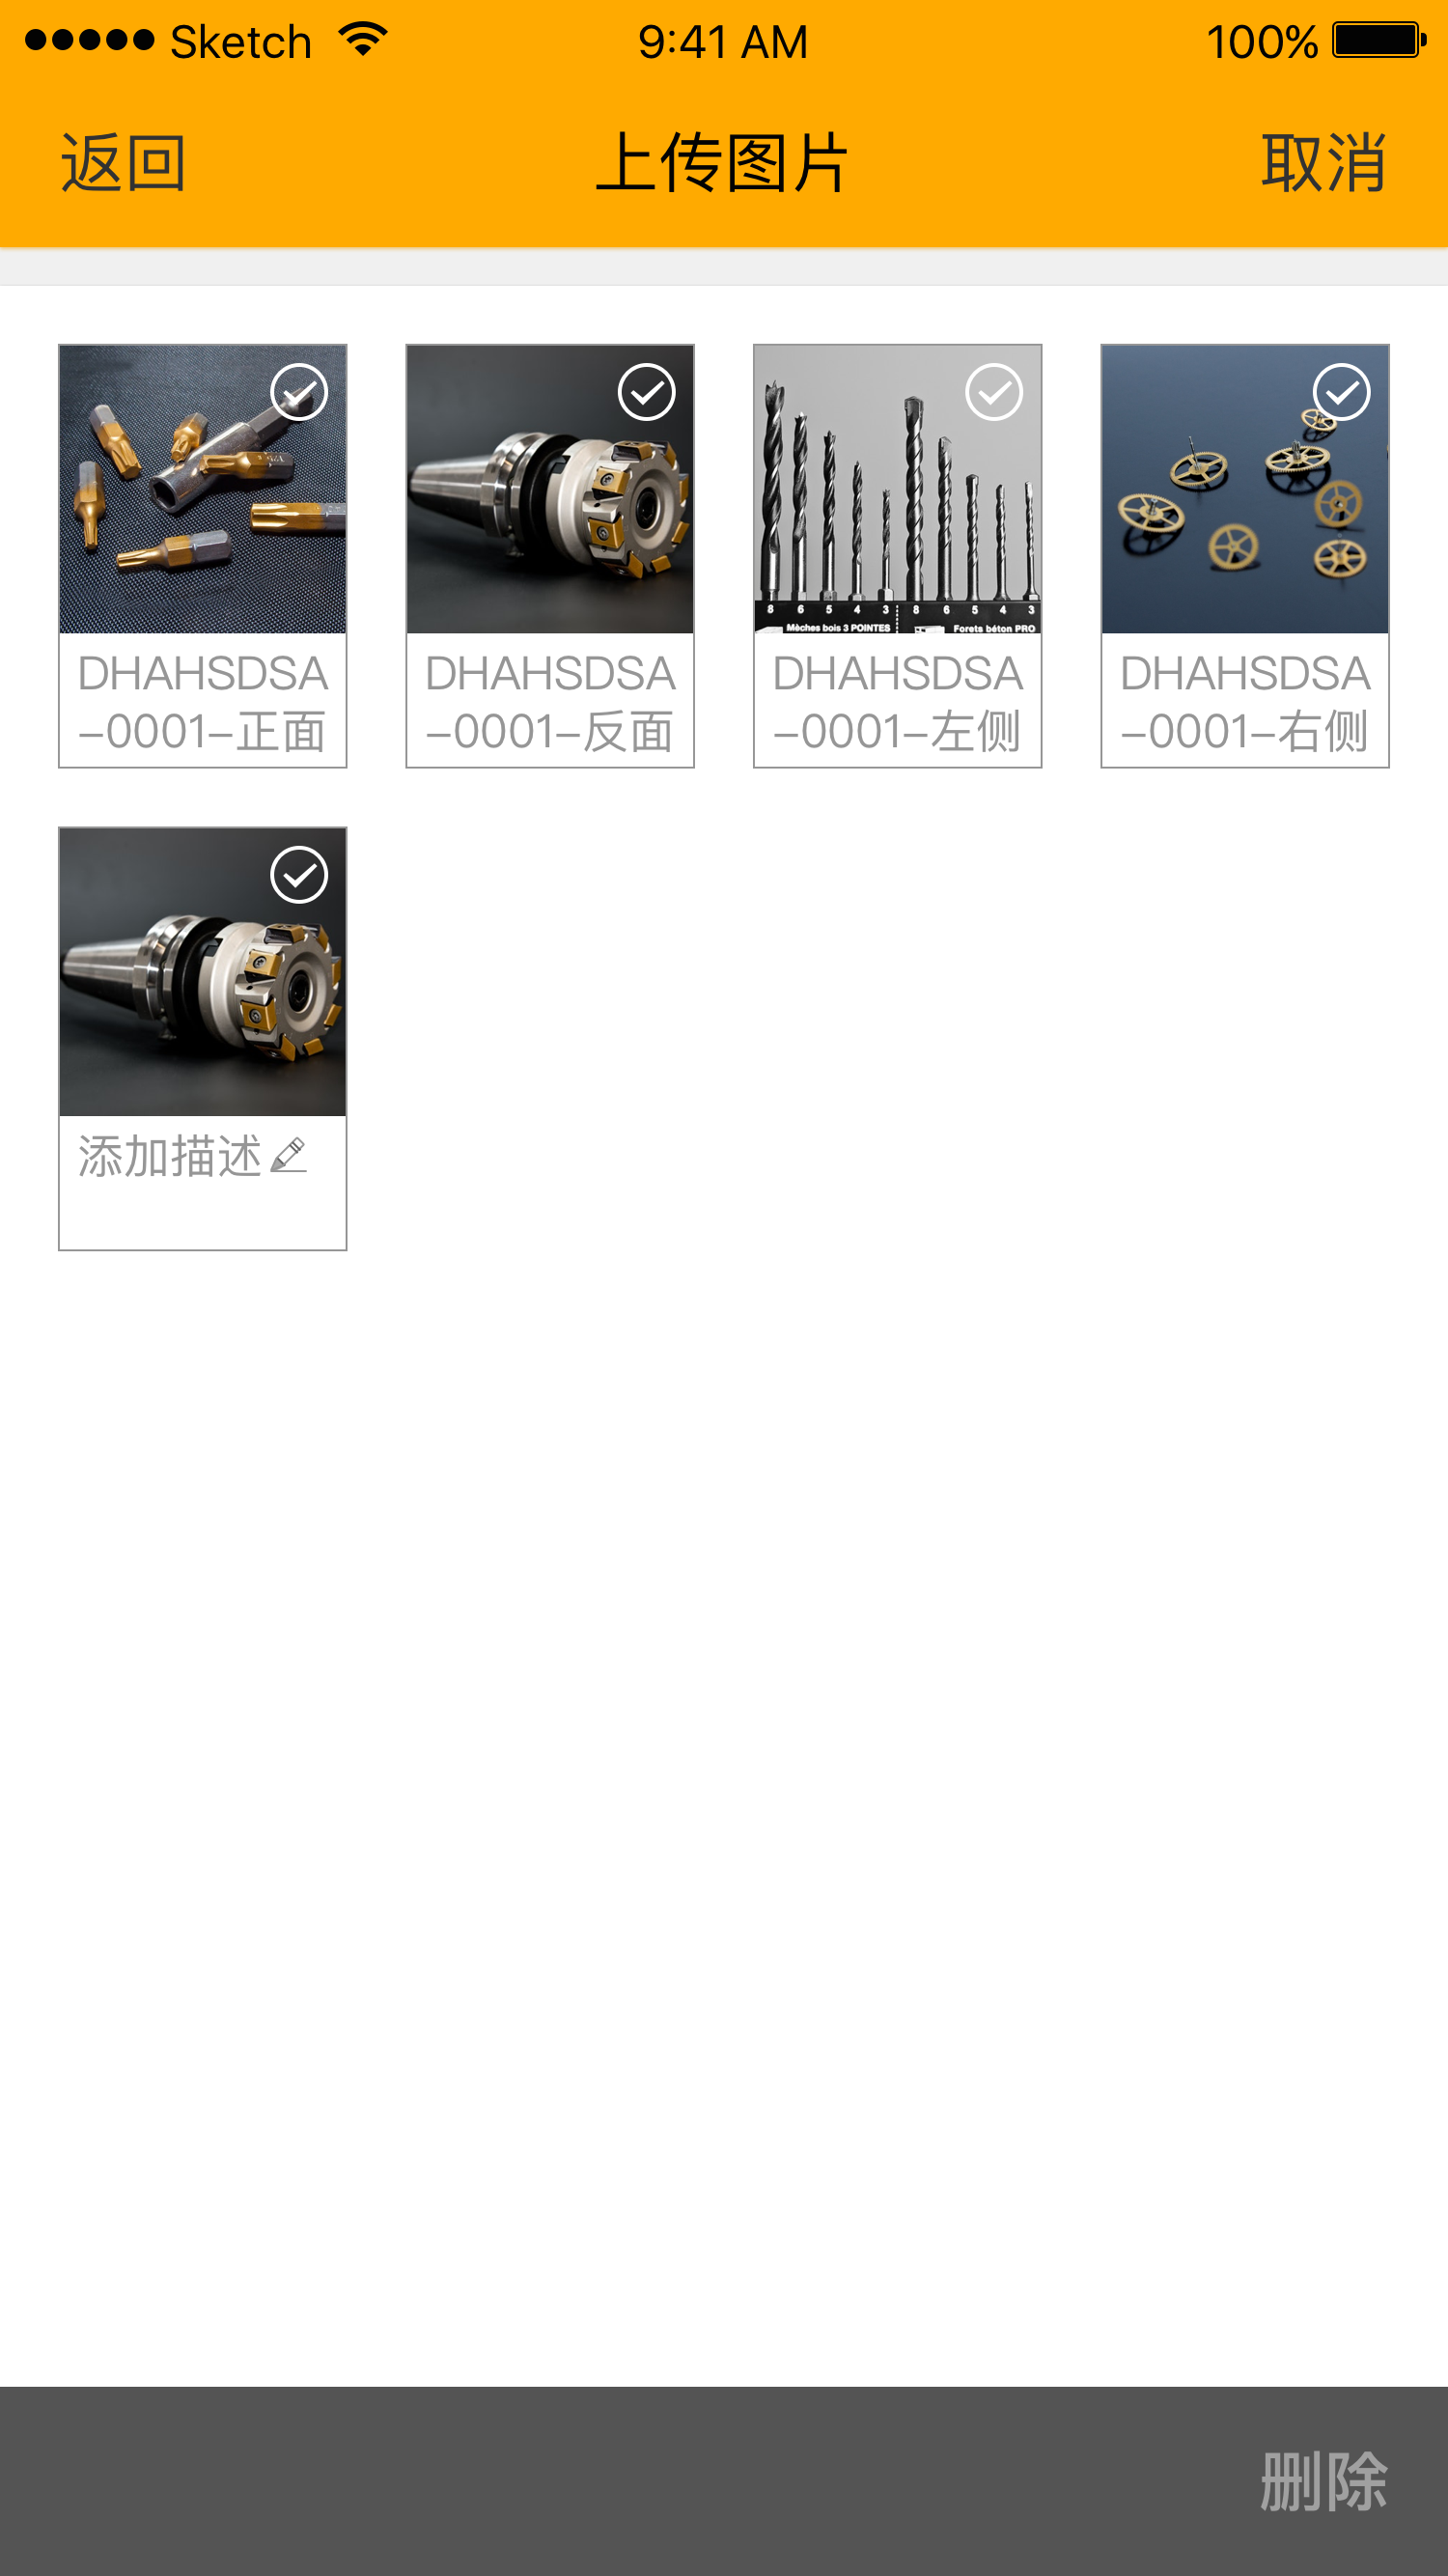 Sketch 9:41 AM 100%
返回 上传图片 取消
8 6 5 4 3 8 6 5 4 3
Mèches bois 3 POINTES Forets béton PRO
DHAHSDSA
-0001-正面
DHAHSDSA
-0001-反面
DHAHSDSA
-0001-左侧
DHAHSDSA
-0001-右侧
添加描述
删除